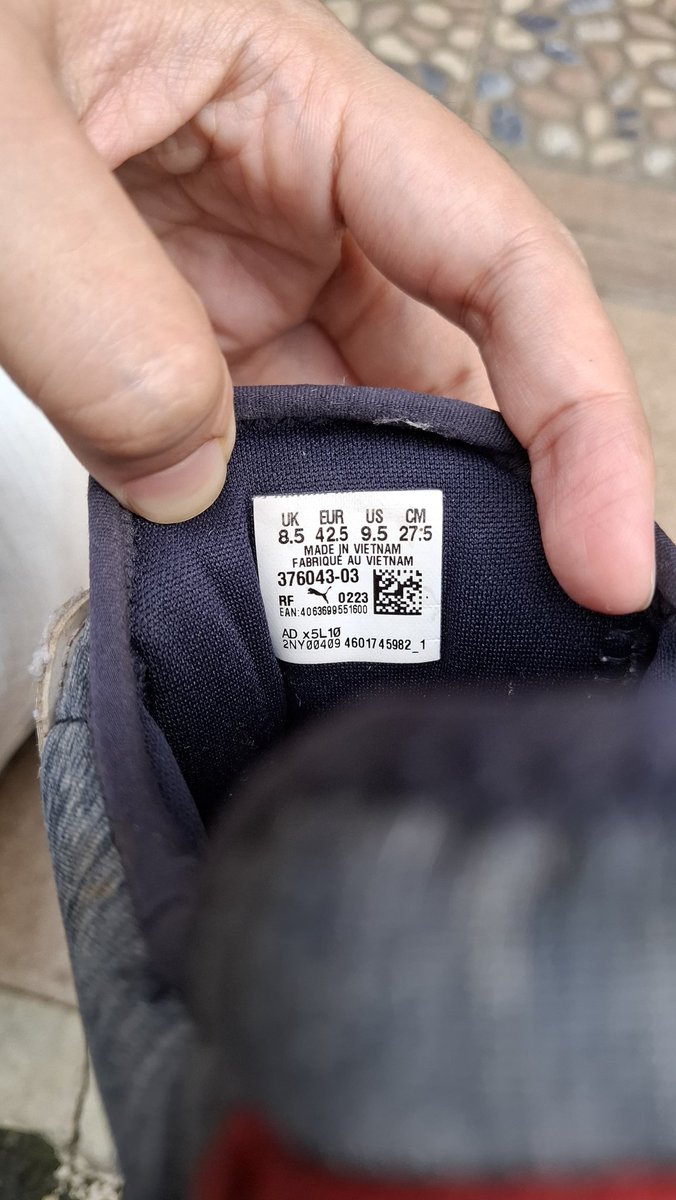 UK EUR US CM
8.5 42.5 9.5 27.5
MADE IN VIETNAM
FABRIQUÉ AU VIETNAM
376043-03
RF 0223
EAN:4063699551600
AD x5L10
2NY00409 4601745982_1